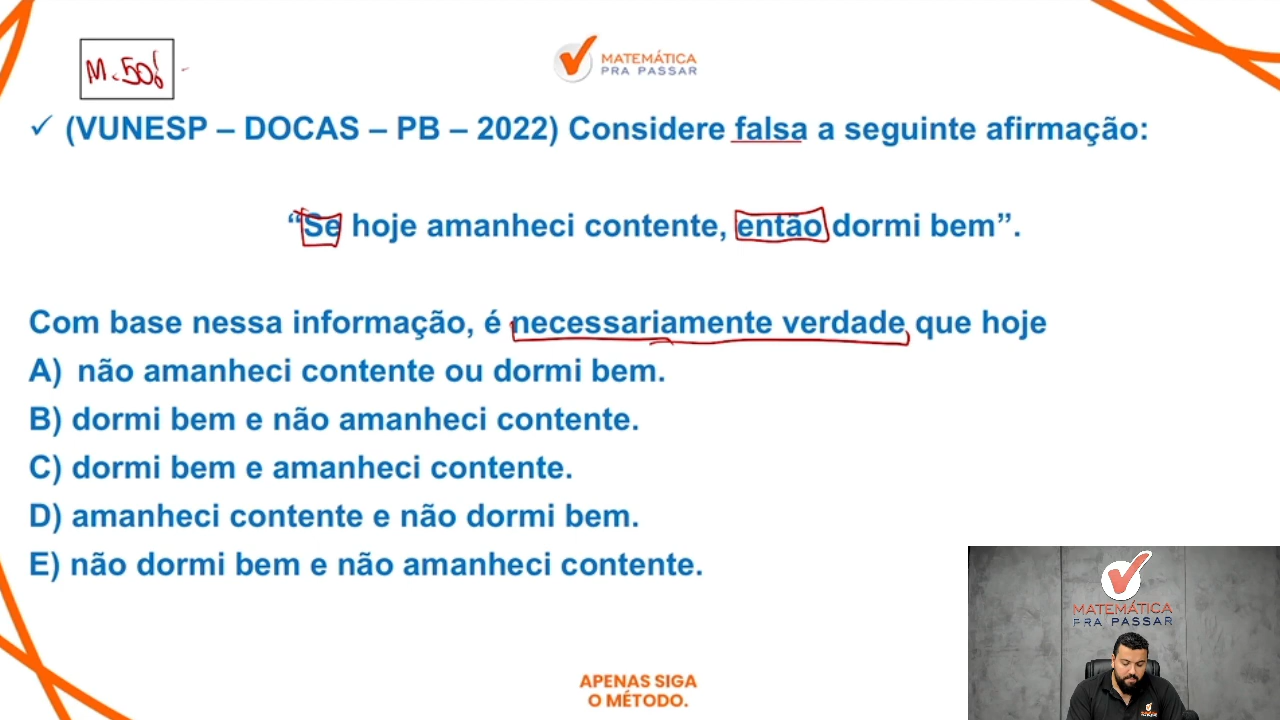 M.50!
MATEMÁTICA
PRA PASSAR
✓ (VUNESP – DOCAS – PB – 2022) Considere falsa a seguinte afirmação:
“Se hoje amanheci contente, então dormi bem”.
Com base nessa informação, é necessariamente verdade que hoje
A) não amanheci contente ou dormi bem.
B) dormi bem e não amanheci contente.
C) dormi bem e amanheci contente.
D) amanheci contente e não dormi bem.
E) não dormi bem e não amanheci contente.
MATEMÁTICA
PRA PASSAR
APENAS SIGA
O MÉTODO.